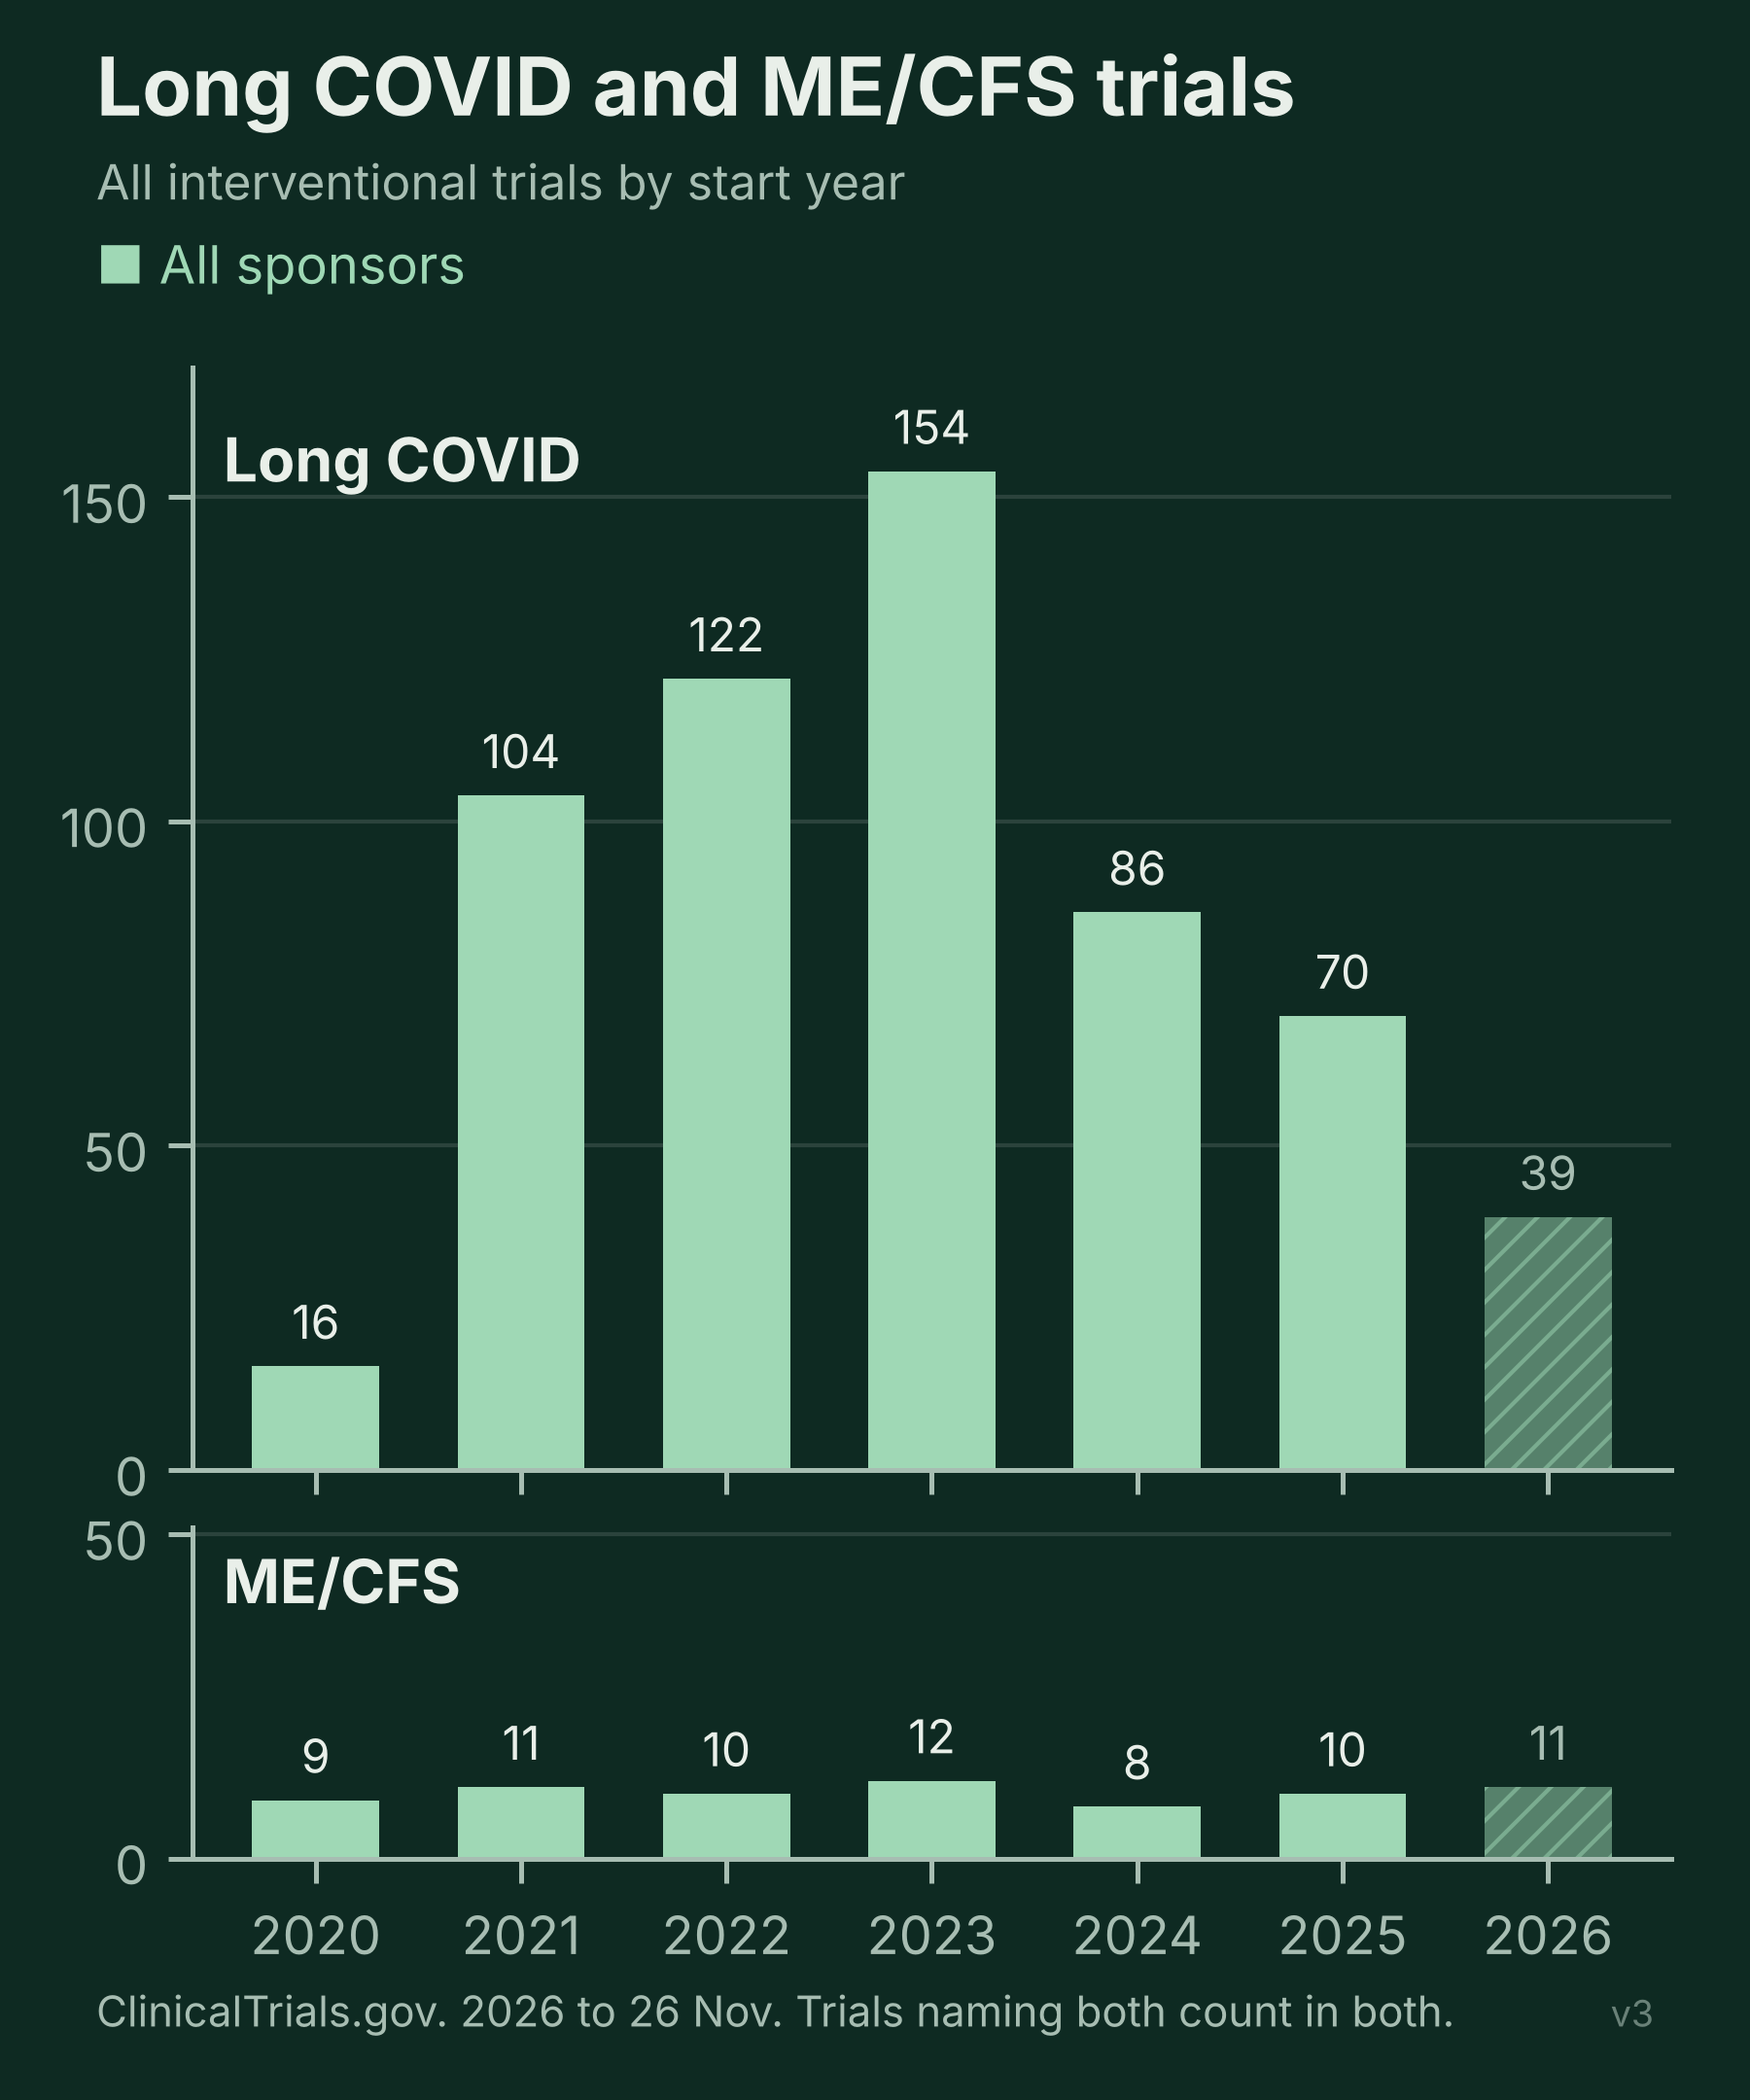 Long COVID and ME/CFS trials
All interventional trials by start year
All sponsors
Long COVID
154
150
122
104
100
86
70
50
39
16
0
50
ME/CFS
9 11 10 12 8 10 11
0
2020 2021 2022 2023 2024 2025 2026
ClinicalTrials.gov. 2026 to 26 Nov. Trials naming both count in both. v3